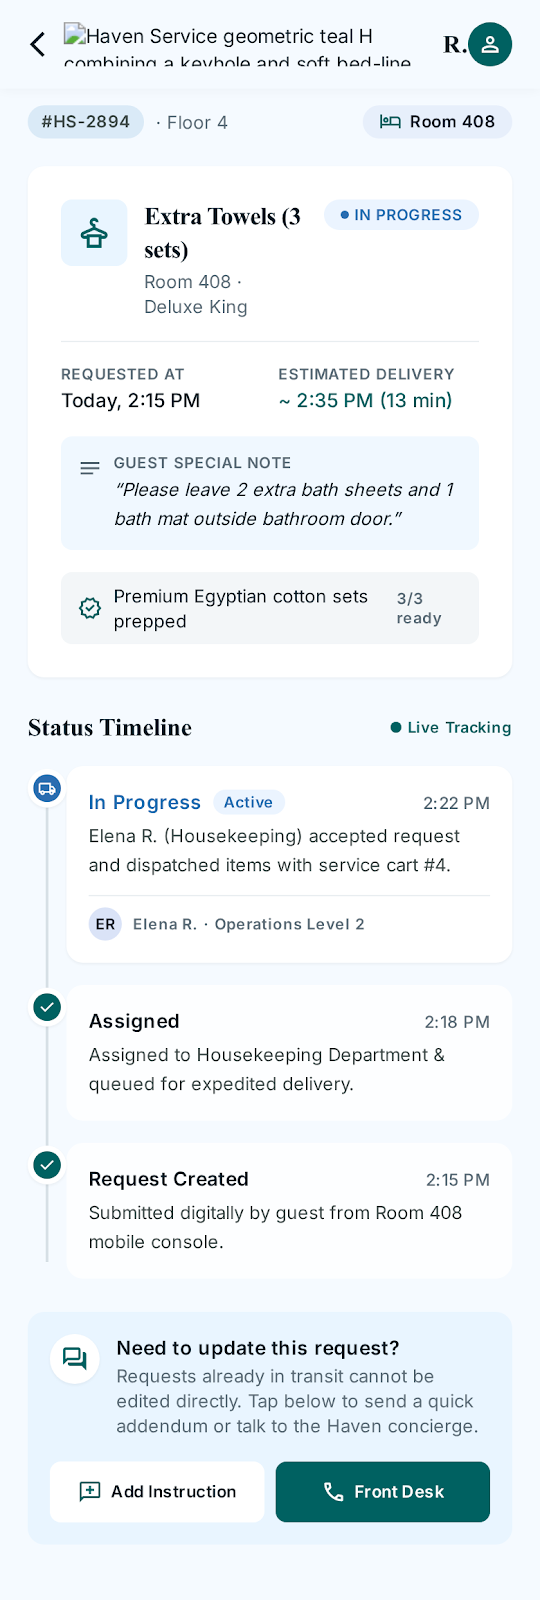 Haven Service geometric teal H
combining a keyhole and soft bed-line
R.
#HS-2894 · Floor 4
Room 408
Extra Towels (3
sets)
IN PROGRESS
Room 408 ·
Deluxe King
REQUESTED AT
Today, 2:15 PM
ESTIMATED DELIVERY
~ 2:35 PM (13 min)
GUEST SPECIAL NOTE
“Please leave 2 extra bath sheets and 1
bath mat outside bathroom door.”
Premium Egyptian cotton sets
prepped
3/3
ready
Status Timeline
Live Tracking
In Progress Active 2:22 PM
Elena R. (Housekeeping) accepted request
and dispatched items with service cart #4.
ER Elena R. · Operations Level 2
Assigned 2:18 PM
Assigned to Housekeeping Department &
queued for expedited delivery.
Request Created 2:15 PM
Submitted digitally by guest from Room 408
mobile console.
Need to update this request?
Requests already in transit cannot be
edited directly. Tap below to send a quick
addendum or talk to the Haven concierge.
Add Instruction
Front Desk